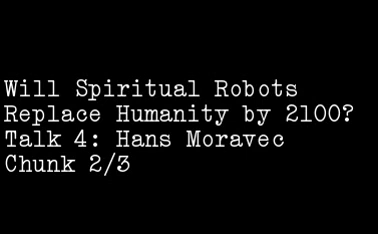 Will Spiritual Robots
Replace Humanity by 2100?
Talk 4: Hans Moravec
Chunk 2/3